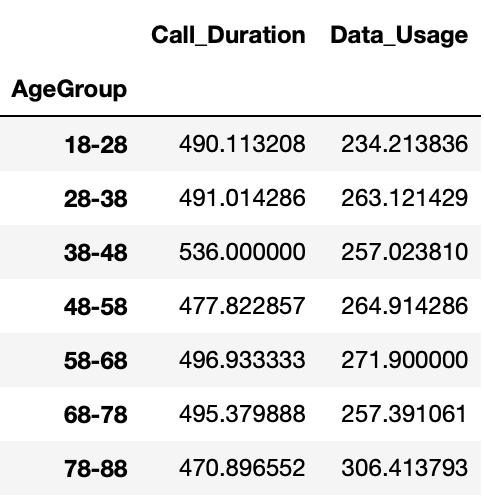 Call_Duration Data_Usage
AgeGroup
18-28 490.113208 234.213836
28-38 491.014286 263.121429
38-48 536.000000 257.023810
48-58 477.822857 264.914286
58-68 496.933333 271.900000
68-78 495.379888 257.391061
78-88 470.896552 306.413793